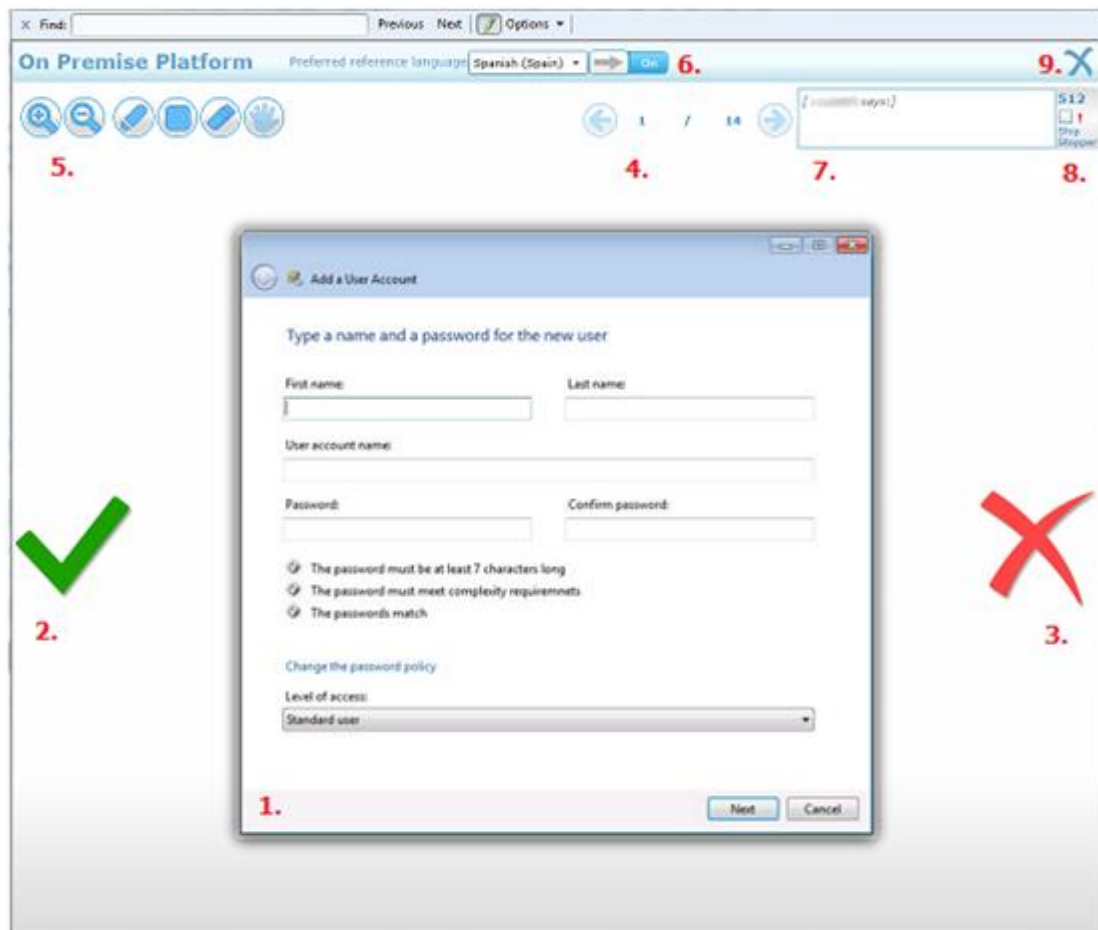 x Find: Previous Next Options
On Premise Platform Preferred reference language Spanish (Spain) On 6. 9.
1 / 14 [ says:] 512
!
Ship
Stopper
5. 4. 7. 8.
Add a User Account
Type a name and a password for the new user
First name: Last name:
User account name:
Password: Confirm password:
The password must be at least 7 characters long
The password must meet complexity requiremnets
The passwords match
2. 3.
Change the password policy
Level of access:
Standard user
1. Next Cancel